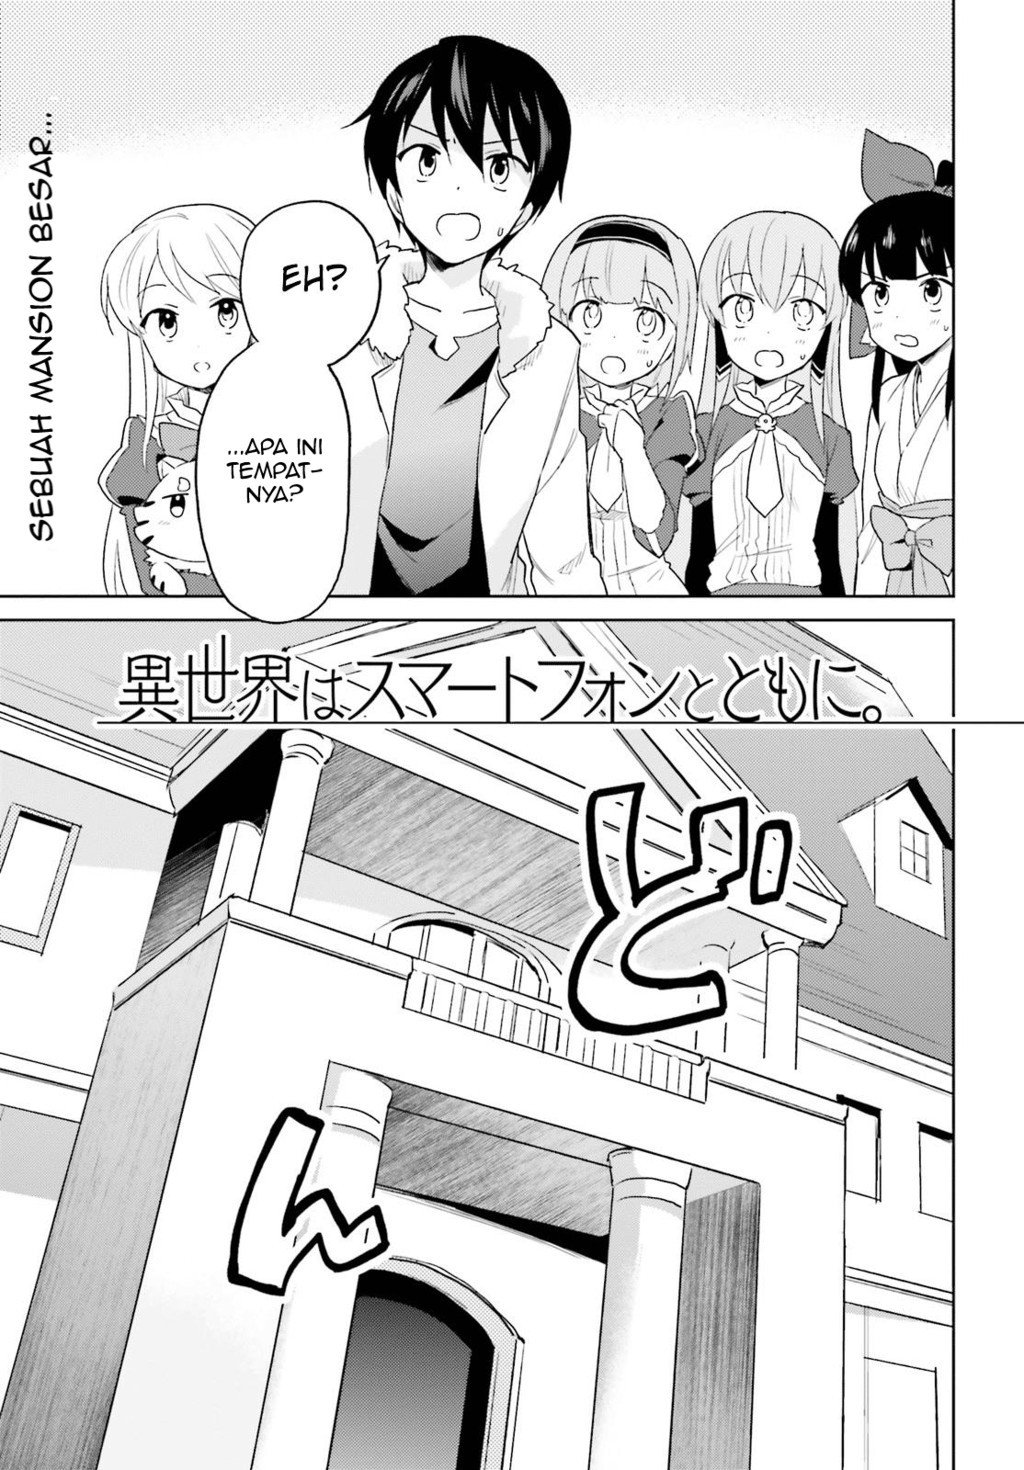 SEBUAH MANSION BESAR...
EH?
...APA INI
TEMPAT-
NYA?
異世界はスマートフォンとともに。
どん